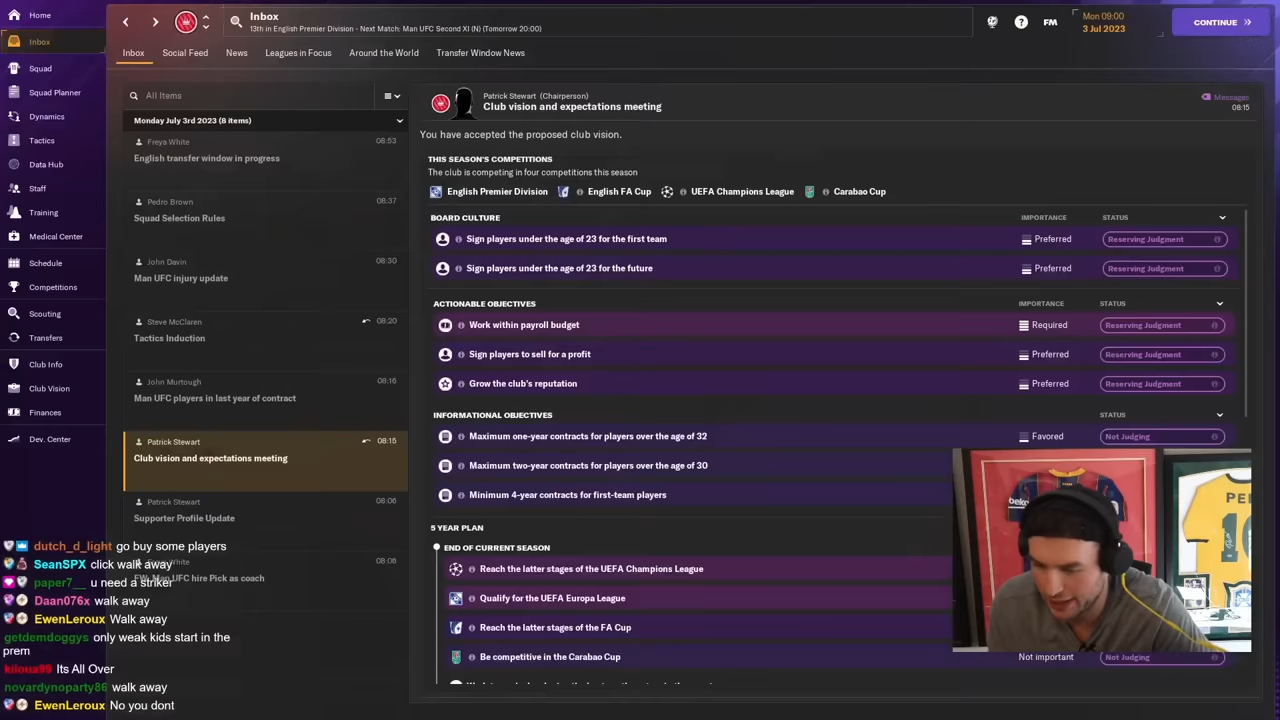 Home
Inbox
Squad
Squad Planner
Dynamics
Tactics
Data Hub
Staff
Training
Medical Center
Schedule
Competitions
Scouting
Transfers
Club Info
Club Vision
Finances
Dev. Center
Inbox
13th in English Premier Division - Next Match: Man UFC Second XI (N) (Tomorrow 20:00)
?
FM
Mon 09:00
3 Jul 2023
CONTINUE
Inbox
Social Feed
News
Leagues in Focus
Around the World
Transfer Window News
All Items
Monday July 3rd 2023 (8 items)
Freya White
08:53
English transfer window in progress
Pedro Brown
08:37
Squad Selection Rules
John Davin
08:30
Man UFC injury update
Steve McClaren
08:20
Tactics Induction
John Murtough
08:16
Man UFC players in last year of contract
Patrick Stewart
08:15
Club vision and expectations meeting
Patrick Stewart
08:06
Supporter Profile Update
White
08:06
Man UFC hire Pick as coach
Patrick Stewart (Chairperson)
Club vision and expectations meeting
Messages
08:15
You have accepted the proposed club vision.
THIS SEASON'S COMPETITIONS
The club is competing in four competitions this season
English Premier Division
English FA Cup
UEFA Champions League
Carabao Cup
BOARD CULTURE
IMPORTANCE
STATUS
Sign players under the age of 23 for the first team
Preferred
Reserving Judgment
Sign players under the age of 23 for the future
Preferred
Reserving Judgment
ACTIONABLE OBJECTIVES
IMPORTANCE
STATUS
Work within payroll budget
Required
Reserving Judgment
Sign players to sell for a profit
Preferred
Reserving Judgment
Grow the club's reputation
Preferred
Reserving Judgment
INFORMATIONAL OBJECTIVES
STATUS
Maximum one-year contracts for players over the age of 32
Favored
Not Judging
Maximum two-year contracts for players over the age of 30
Minimum 4-year contracts for first-team players
5 YEAR PLAN
END OF CURRENT SEASON
Reach the latter stages of the UEFA Champions League
Qualify for the UEFA Europa League
Reach the latter stages of the FA Cup
Be competitive in the Carabao Cup
Not important
Not Judging
dutch_d_light go buy some players
SeanSPX click walk away
paper7__ u need a striker
Daan076x walk away
EwenLeroux Walk away
getdemdoggys only weak kids start in the
prem
kiioua99 Its All Over
novardynoparty86 walk away
EwenLeroux No you dont
beko
PE
10